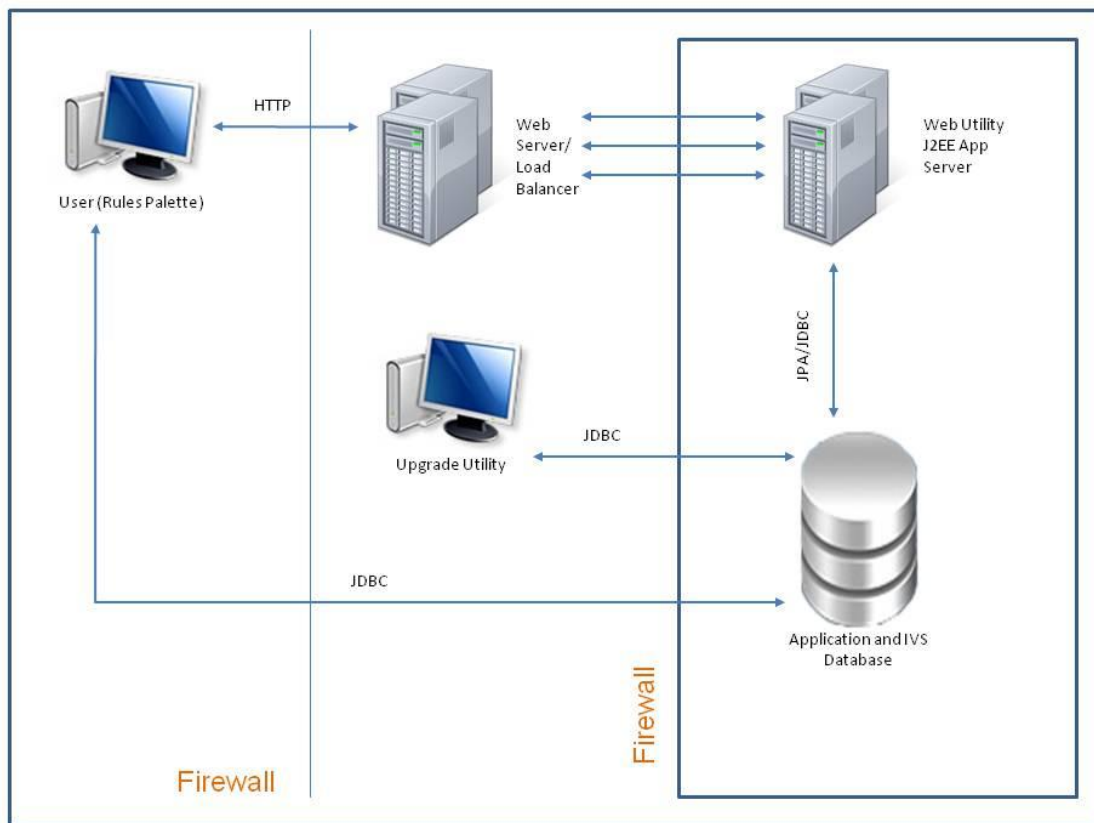 HTTP
User (Rules Palette)
Web
Server/
Load
Balancer
Web Utility
J2EE App
Server
JPA/JDBC
Upgrade Utility
JDBC
JDBC
Application and IVS
Database
Firewall
Firewall